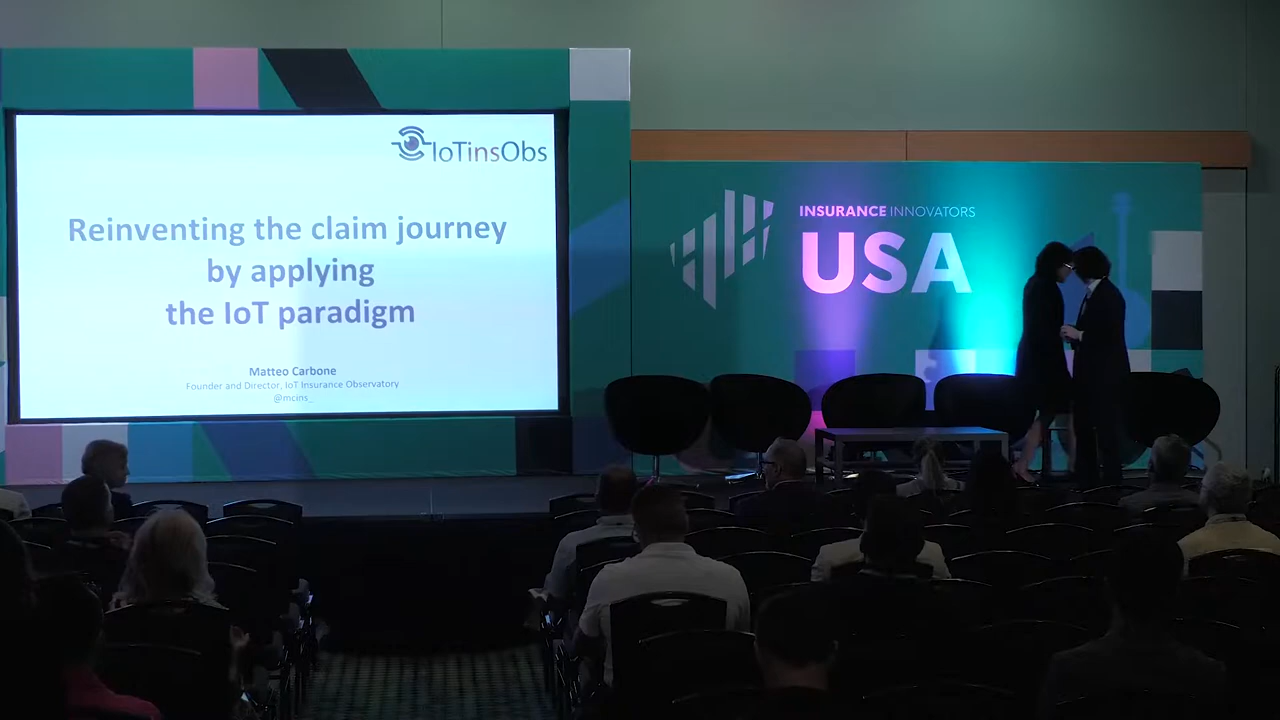 IoTinsObs
Reinventing the claim journey
by applying
the IoT paradigm
Matteo Carbone
Founder and Director, IoT Insurance Observatory
@mcins_
INSURANCE INNOVATORS
USA